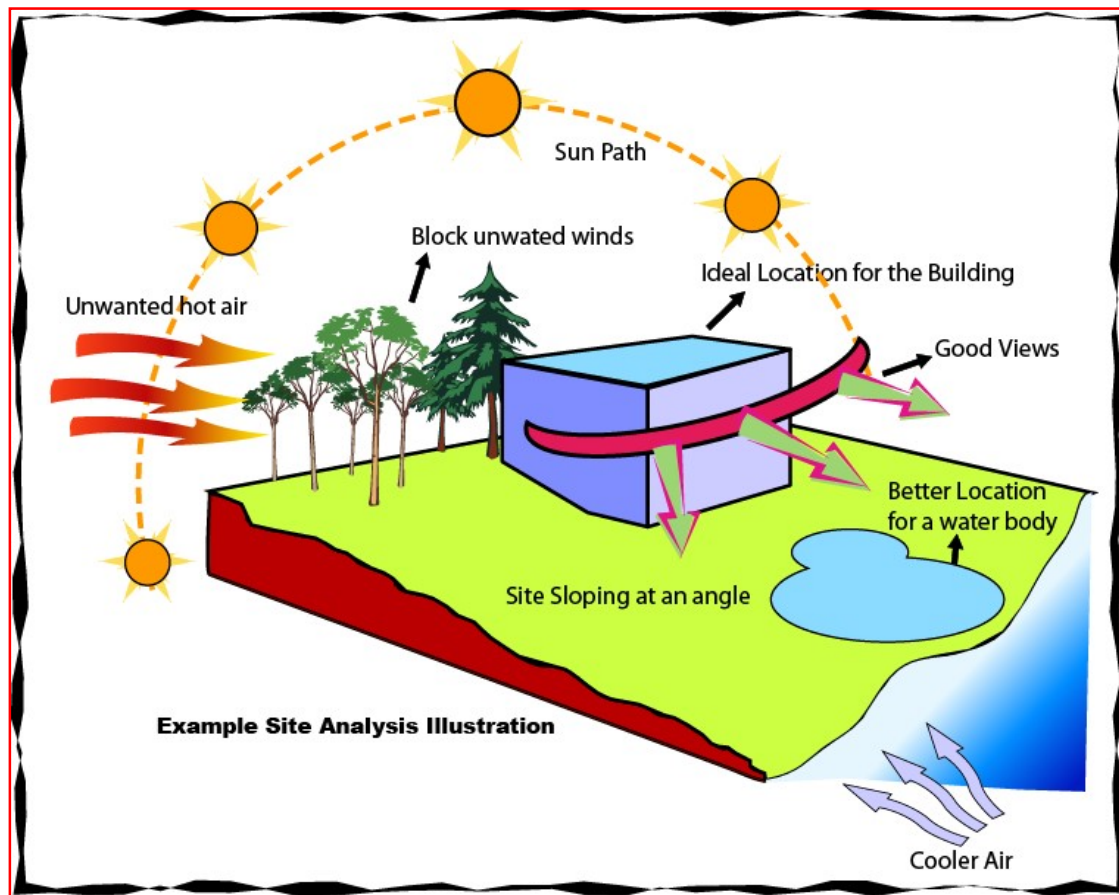 Sun Path
Block unwated winds
Ideal Location for the Building
Unwanted hot air
Good Views
Better Location
for a water body
Site Sloping at an angle
Example Site Analysis Illustration
Cooler Air